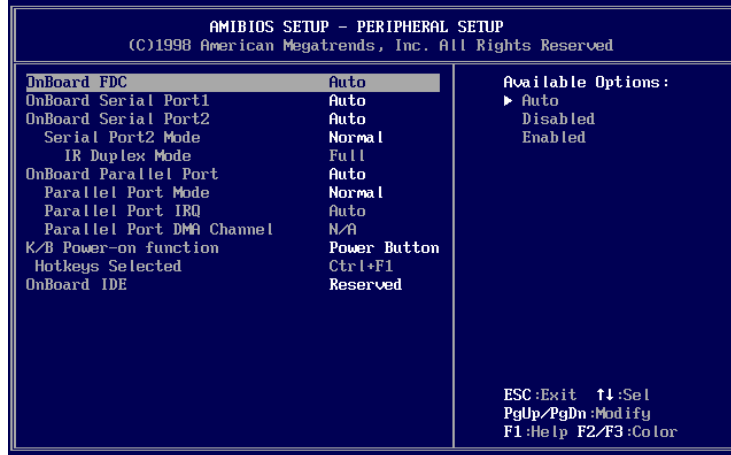 AMIBIOS SETUP - PERIPHERAL SETUP
(C)1998 American Megatrends, Inc. All Rights Reserved
OnBoard FDC Auto
OnBoard Serial Port1 Auto
OnBoard Serial Port2 Auto
Serial Port2 Mode Normal
IR Duplex Mode Full
OnBoard Parallel Port Auto
Parallel Port Mode Normal
Parallel Port IRQ Auto
Parallel Port DMA Channel N/A
K/B Power-on function Power Button
Hotkeys Selected Ctrl+F1
OnBoard IDE Reserved
Available Options:
▶ Auto
Disabled
Enabled
ESC:Exit ↑↓:Sel
PgUp/PgDn:Modify
F1:Help F2/F3:Color